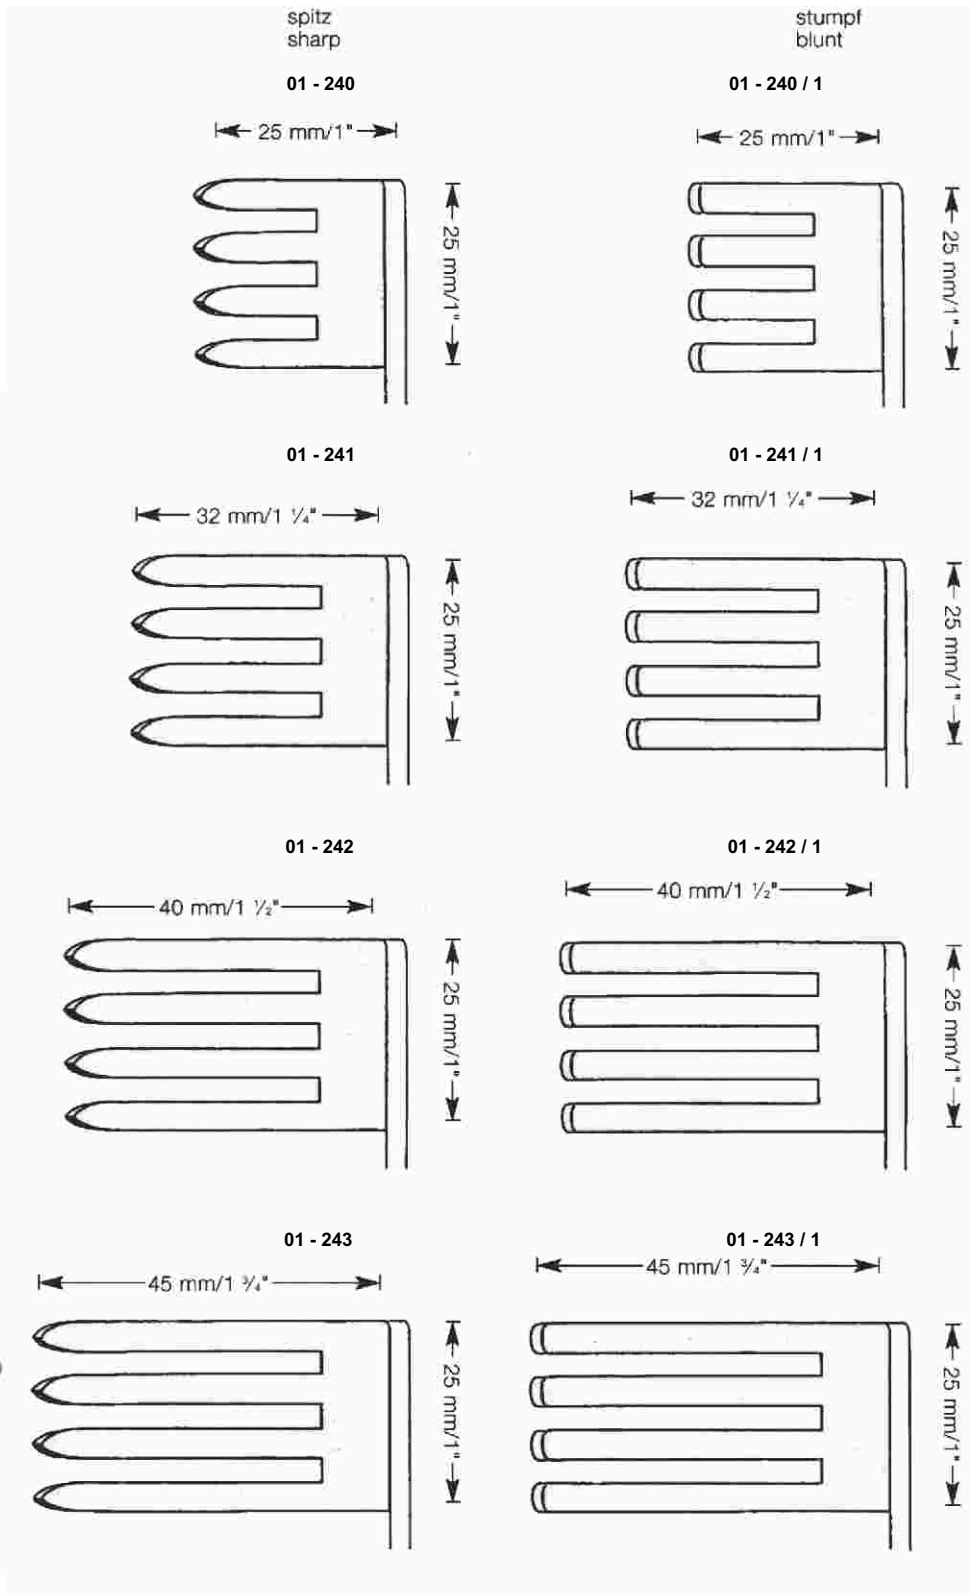 spitz
sharp
stumpf
blunt
01 - 240
01 - 240 / 1
25 mm/1"
25 mm/1"
25 mm/1"
25 mm/1"
01 - 241
01 - 241 / 1
32 mm/1 ¼"
32 mm/1 ¼"
25 mm/1"
25 mm/1"
01 - 242
01 - 242 / 1
40 mm/1 ½"
40 mm/1 ½"
25 mm/1"
25 mm/1"
01 - 243
01 - 243 / 1
45 mm/1 ¾"
45 mm/1 ¾"
25 mm/1"
25 mm/1"